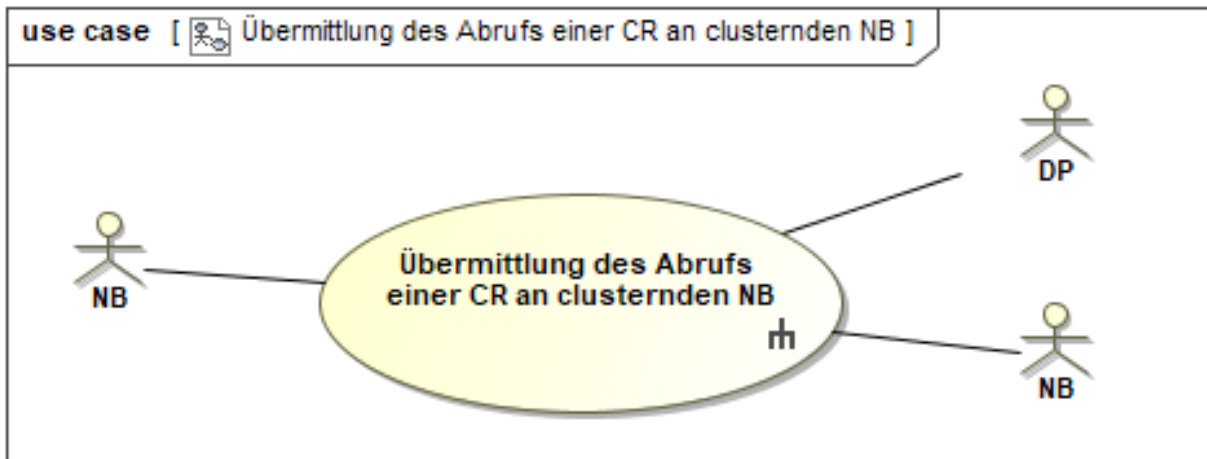 use case [ Übermittlung des Abrufs einer CR an clusternden NB ]
DP
NB
Übermittlung des Abrufs
einer CR an clusternden NB
NB